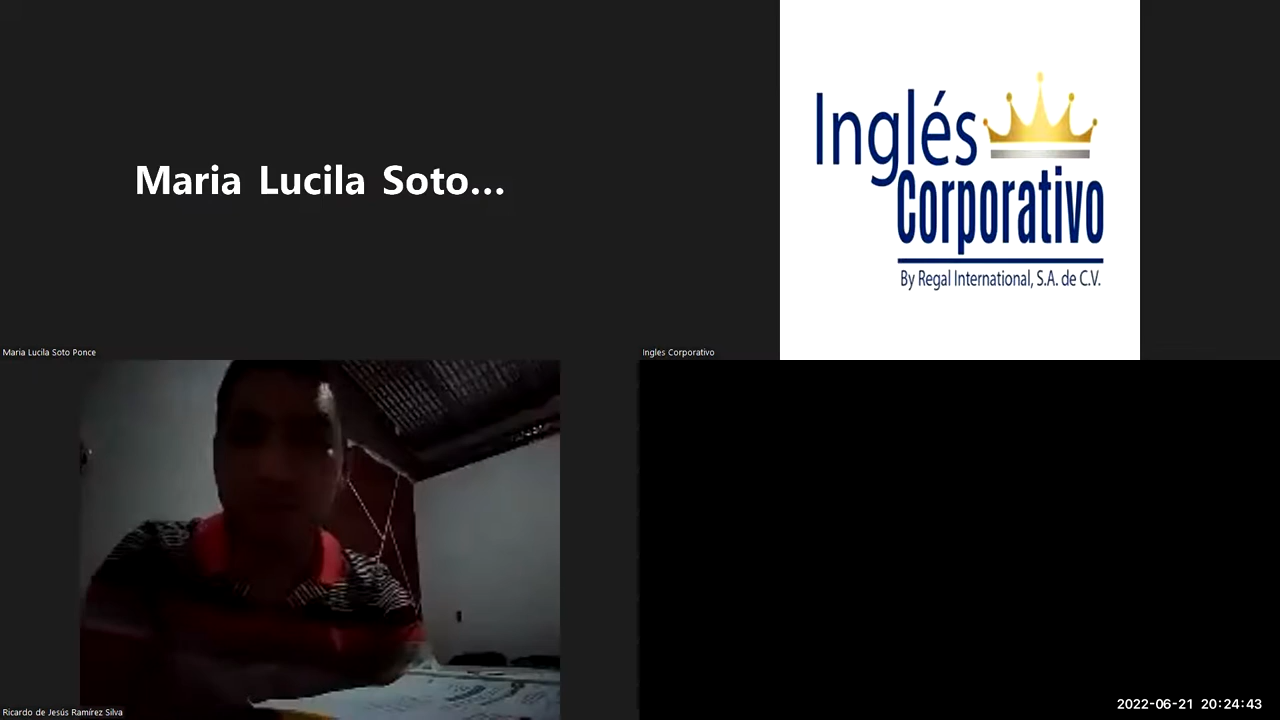 Maria Lucila Soto...
Inglés
Corporativo
By Regal International, S.A. de C.V.
Maria Lucila Soto Ponce
Ingles Corporativo
Ricardo de Jesús Ramírez Silva
2022-06-21 20:24:43